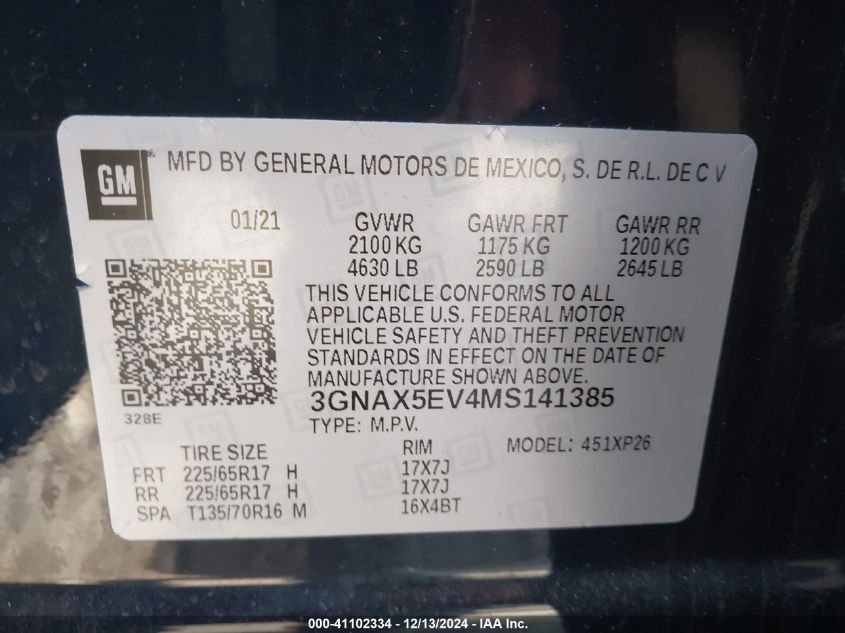 GM
MFD BY GENERAL MOTORS DE MEXICO, S. DE R.L. DE C V
01/21 GVWR GAWR FRT GAWR RR
2100 KG 1175 KG 1200 KG
4630 LB 2590 LB 2645 LB
THIS VEHICLE CONFORMS TO ALL
APPLICABLE U.S. FEDERAL MOTOR
VEHICLE SAFETY AND THEFT PREVENTION
STANDARDS IN EFFECT ON THE DATE OF
MANUFACTURE SHOWN ABOVE.
328E
3GNAX5EV4MS141385
TYPE: M.P.V.
TIRE SIZE RIM MODEL: 451XP26
FRT 225/65R17 H 17X7J
RR 225/65R17 H 17X7J
SPA T135/70R16 M 16X4BT
000-41102334 / 12/13/2024 - IAA Inc.